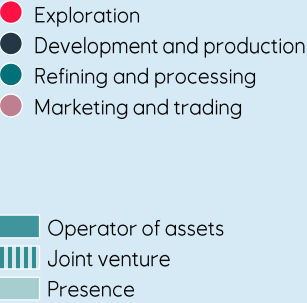 Exploration
Development and production
Refining and processing
Marketing and trading
Operator of assets
Joint venture
Presence